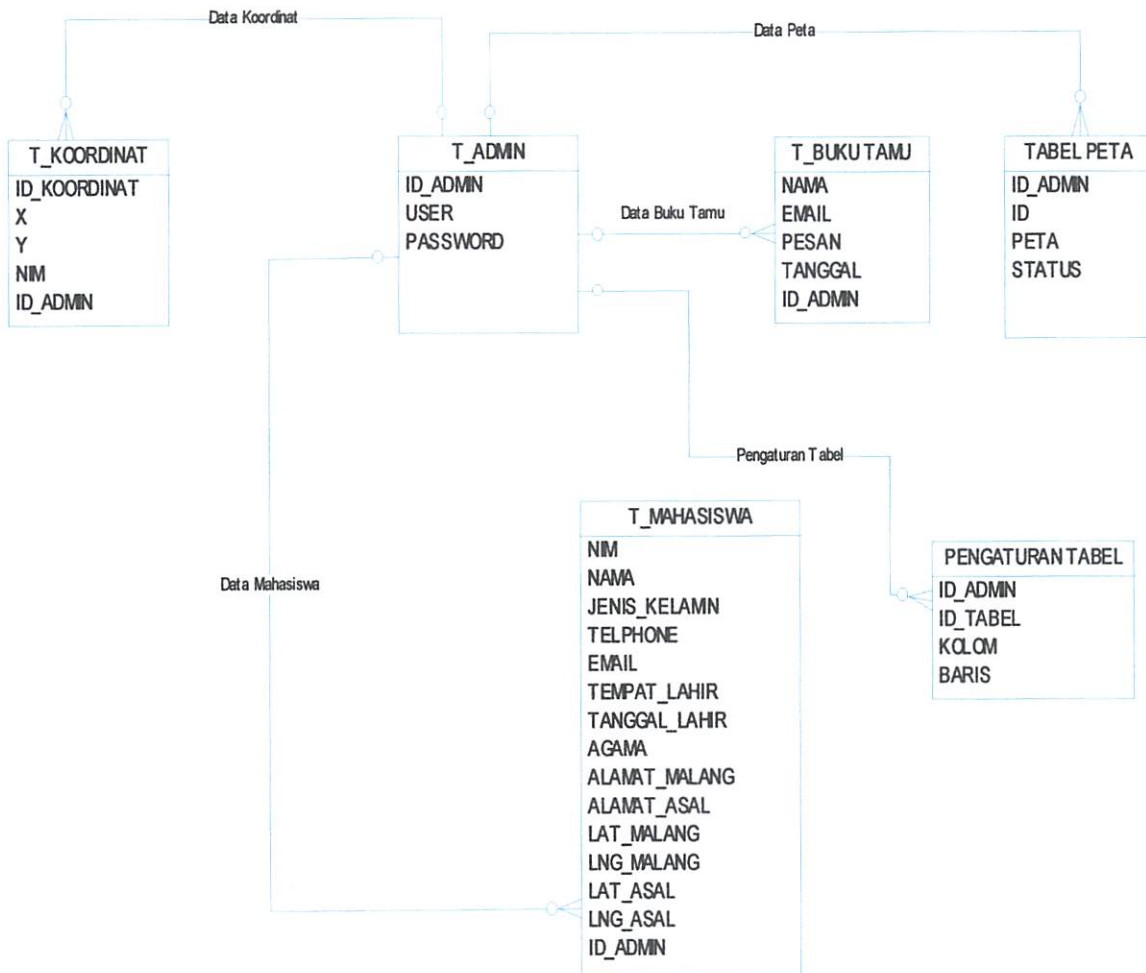 Data Koordinat
Data Peta
T_KOORDINAT
ID_KOORDINAT
X
Y
NIM
ID_ADMIN
T_ADMIN
ID_ADMIN
USER
PASSWORD
Data Buku Tamu
T_BUKU TAMU
NAMA
EMAIL
PESAN
TANGGAL
ID_ADMIN
TABEL PETA
ID_ADMIN
ID
PETA
STATUS
Pengaturan Tabel
Data Mahasiswa
T_MAHASISWA
NIM
NAMA
JENIS_KELAMIN
TELPHONE
EMAIL
TEMPAT_LAHIR
TANGGAL_LAHIR
AGAMA
ALAMAT_MALANG
ALAMAT_ASAL
LAT_MALANG
LNG_MALANG
LAT_ASAL
LNG_ASAL
ID_ADMIN
PENGATURAN TABEL
ID_ADMIN
ID_TABEL
KOLOM
BARIS